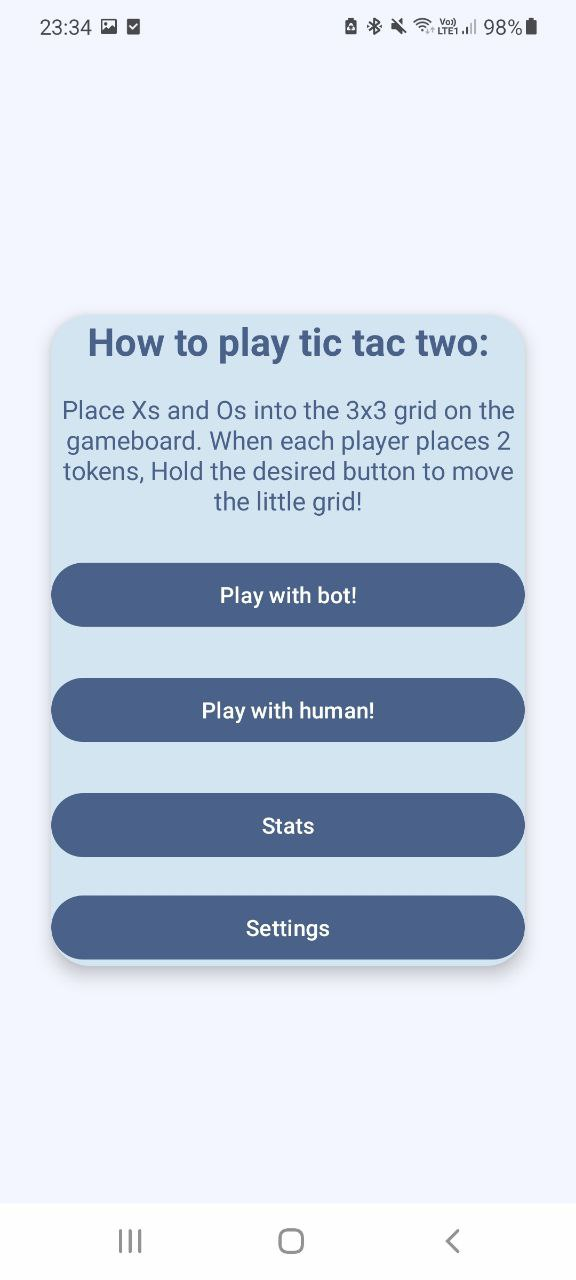 23:34
Vo))
LTE1
98%
How to play tic tac two:
Place Xs and Os into the 3x3 grid on the
gameboard. When each player places 2
tokens, Hold the desired button to move
the little grid!
Play with bot!
Play with human!
Stats
Settings